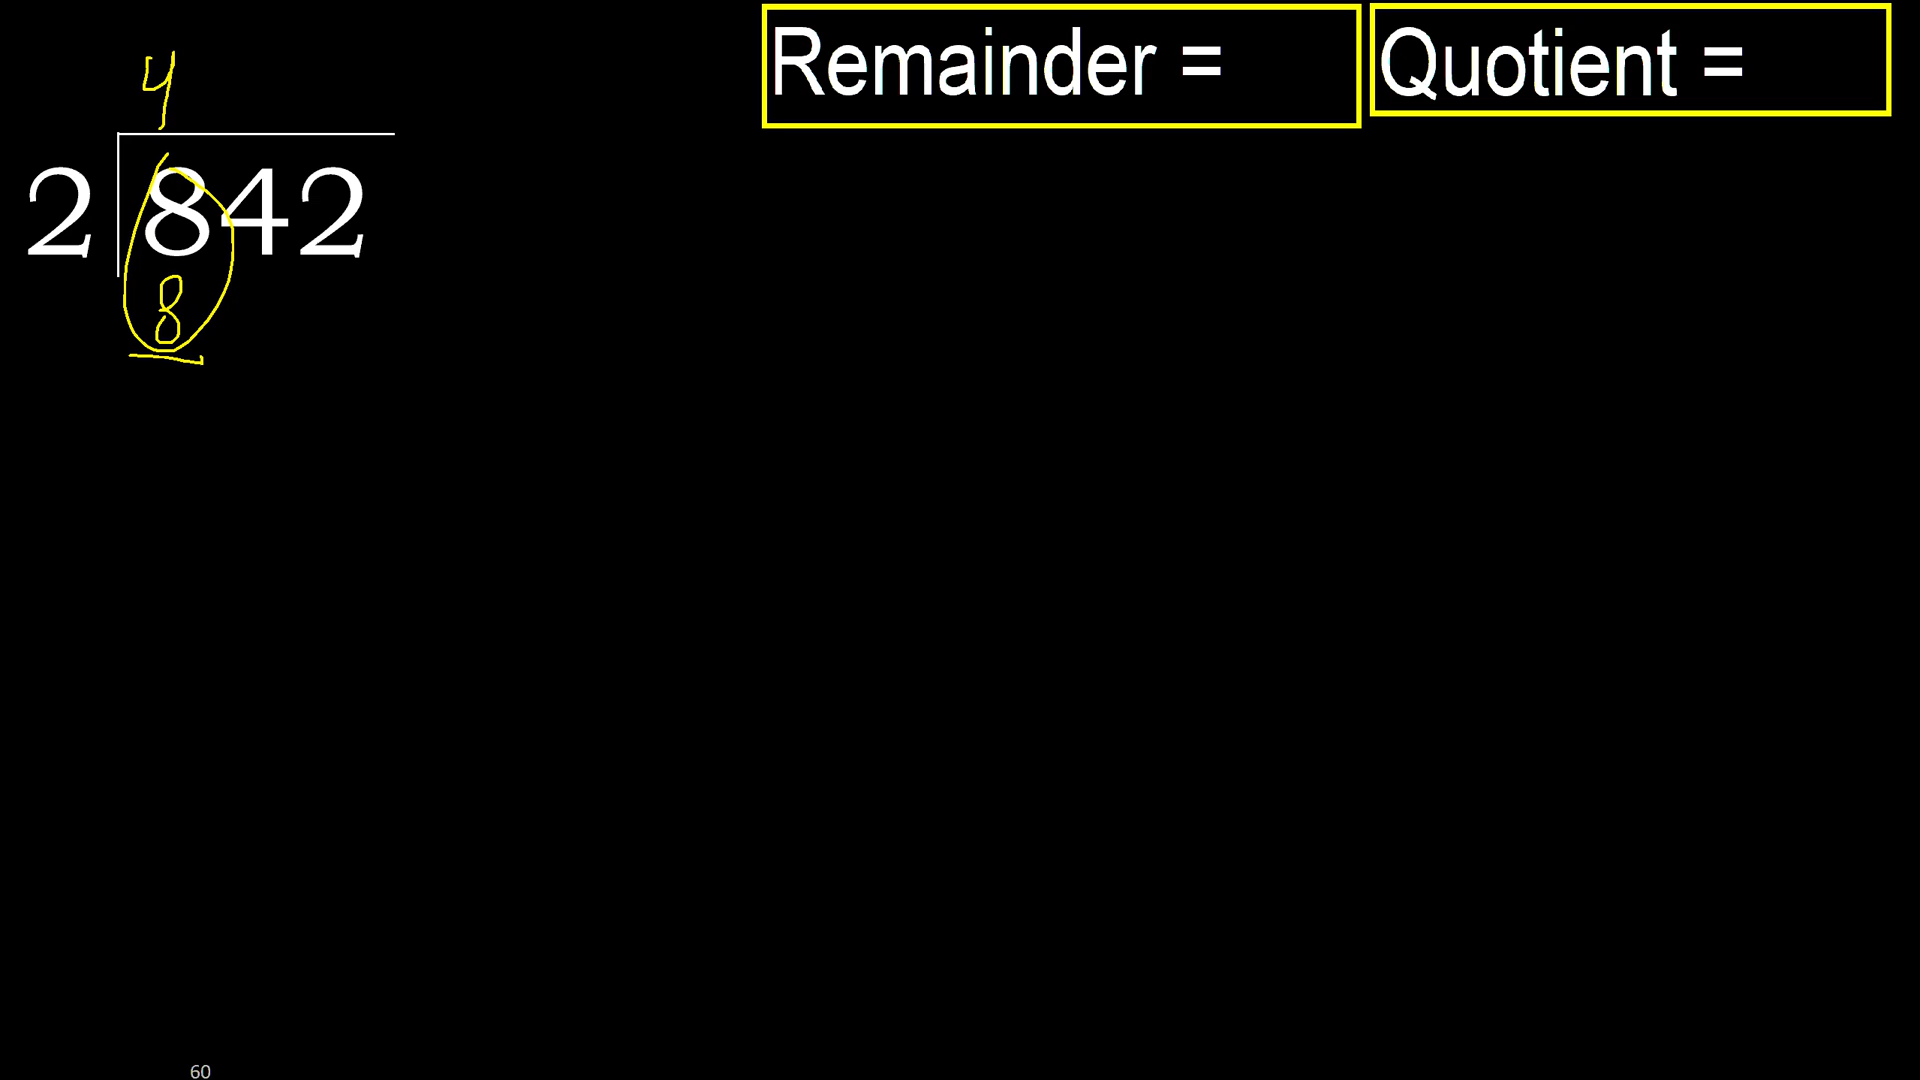 Remainder = Quotient =
4
2 842
8
60